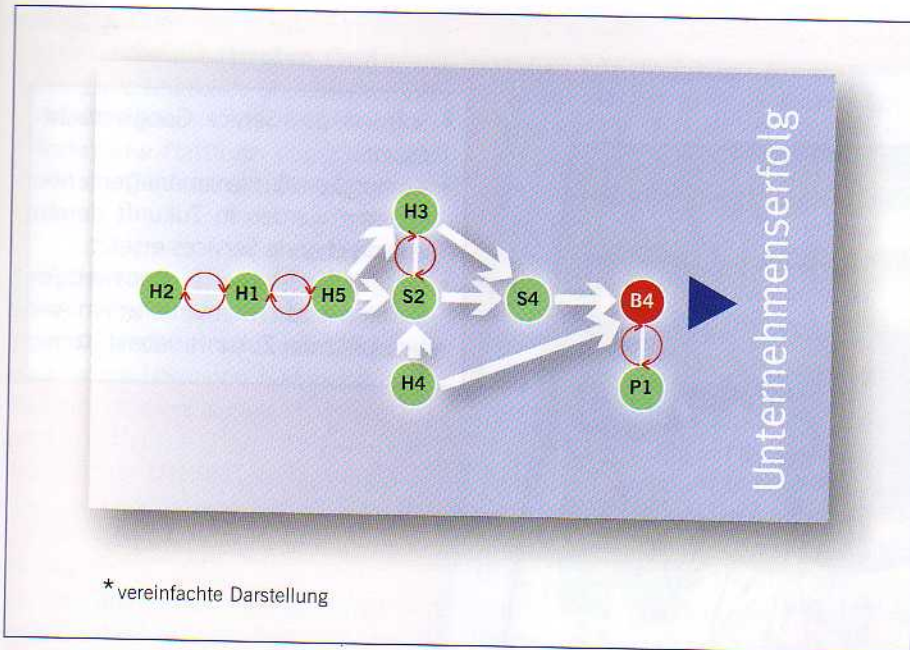 H3
H2
H1
H5
S2
S4
B4
H4
P1
Unternehmenserfolg
* vereinfachte Darstellung